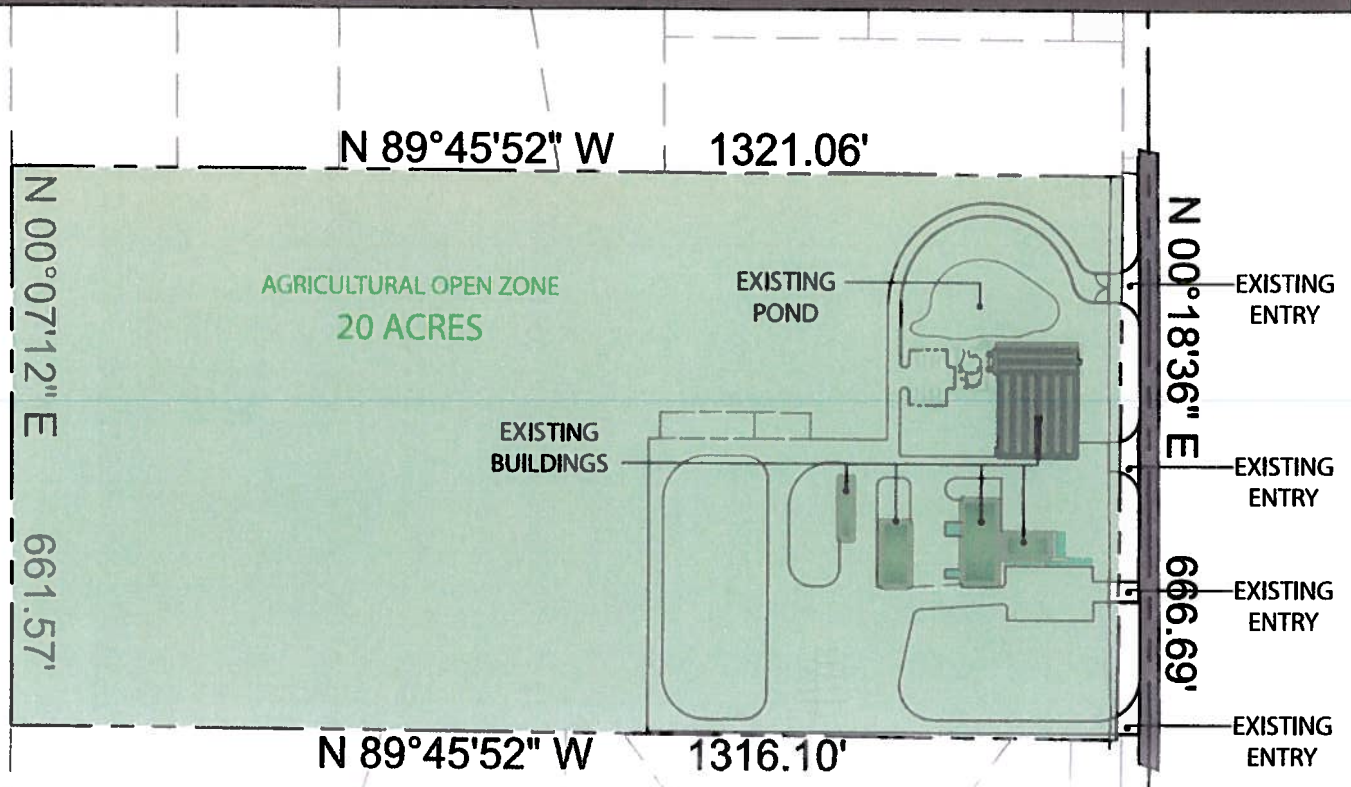 N 89°45'52" W 1321.06'
N 00°07'12" E 661.57'
AGRICULTURAL OPEN ZONE
20 ACRES
EXISTING
POND
EXISTING
BUILDINGS
N 00°18'36" E 666.69'
EXISTING
ENTRY
EXISTING
ENTRY
EXISTING
ENTRY
EXISTING
ENTRY
N 89°45'52" W 1316.10'